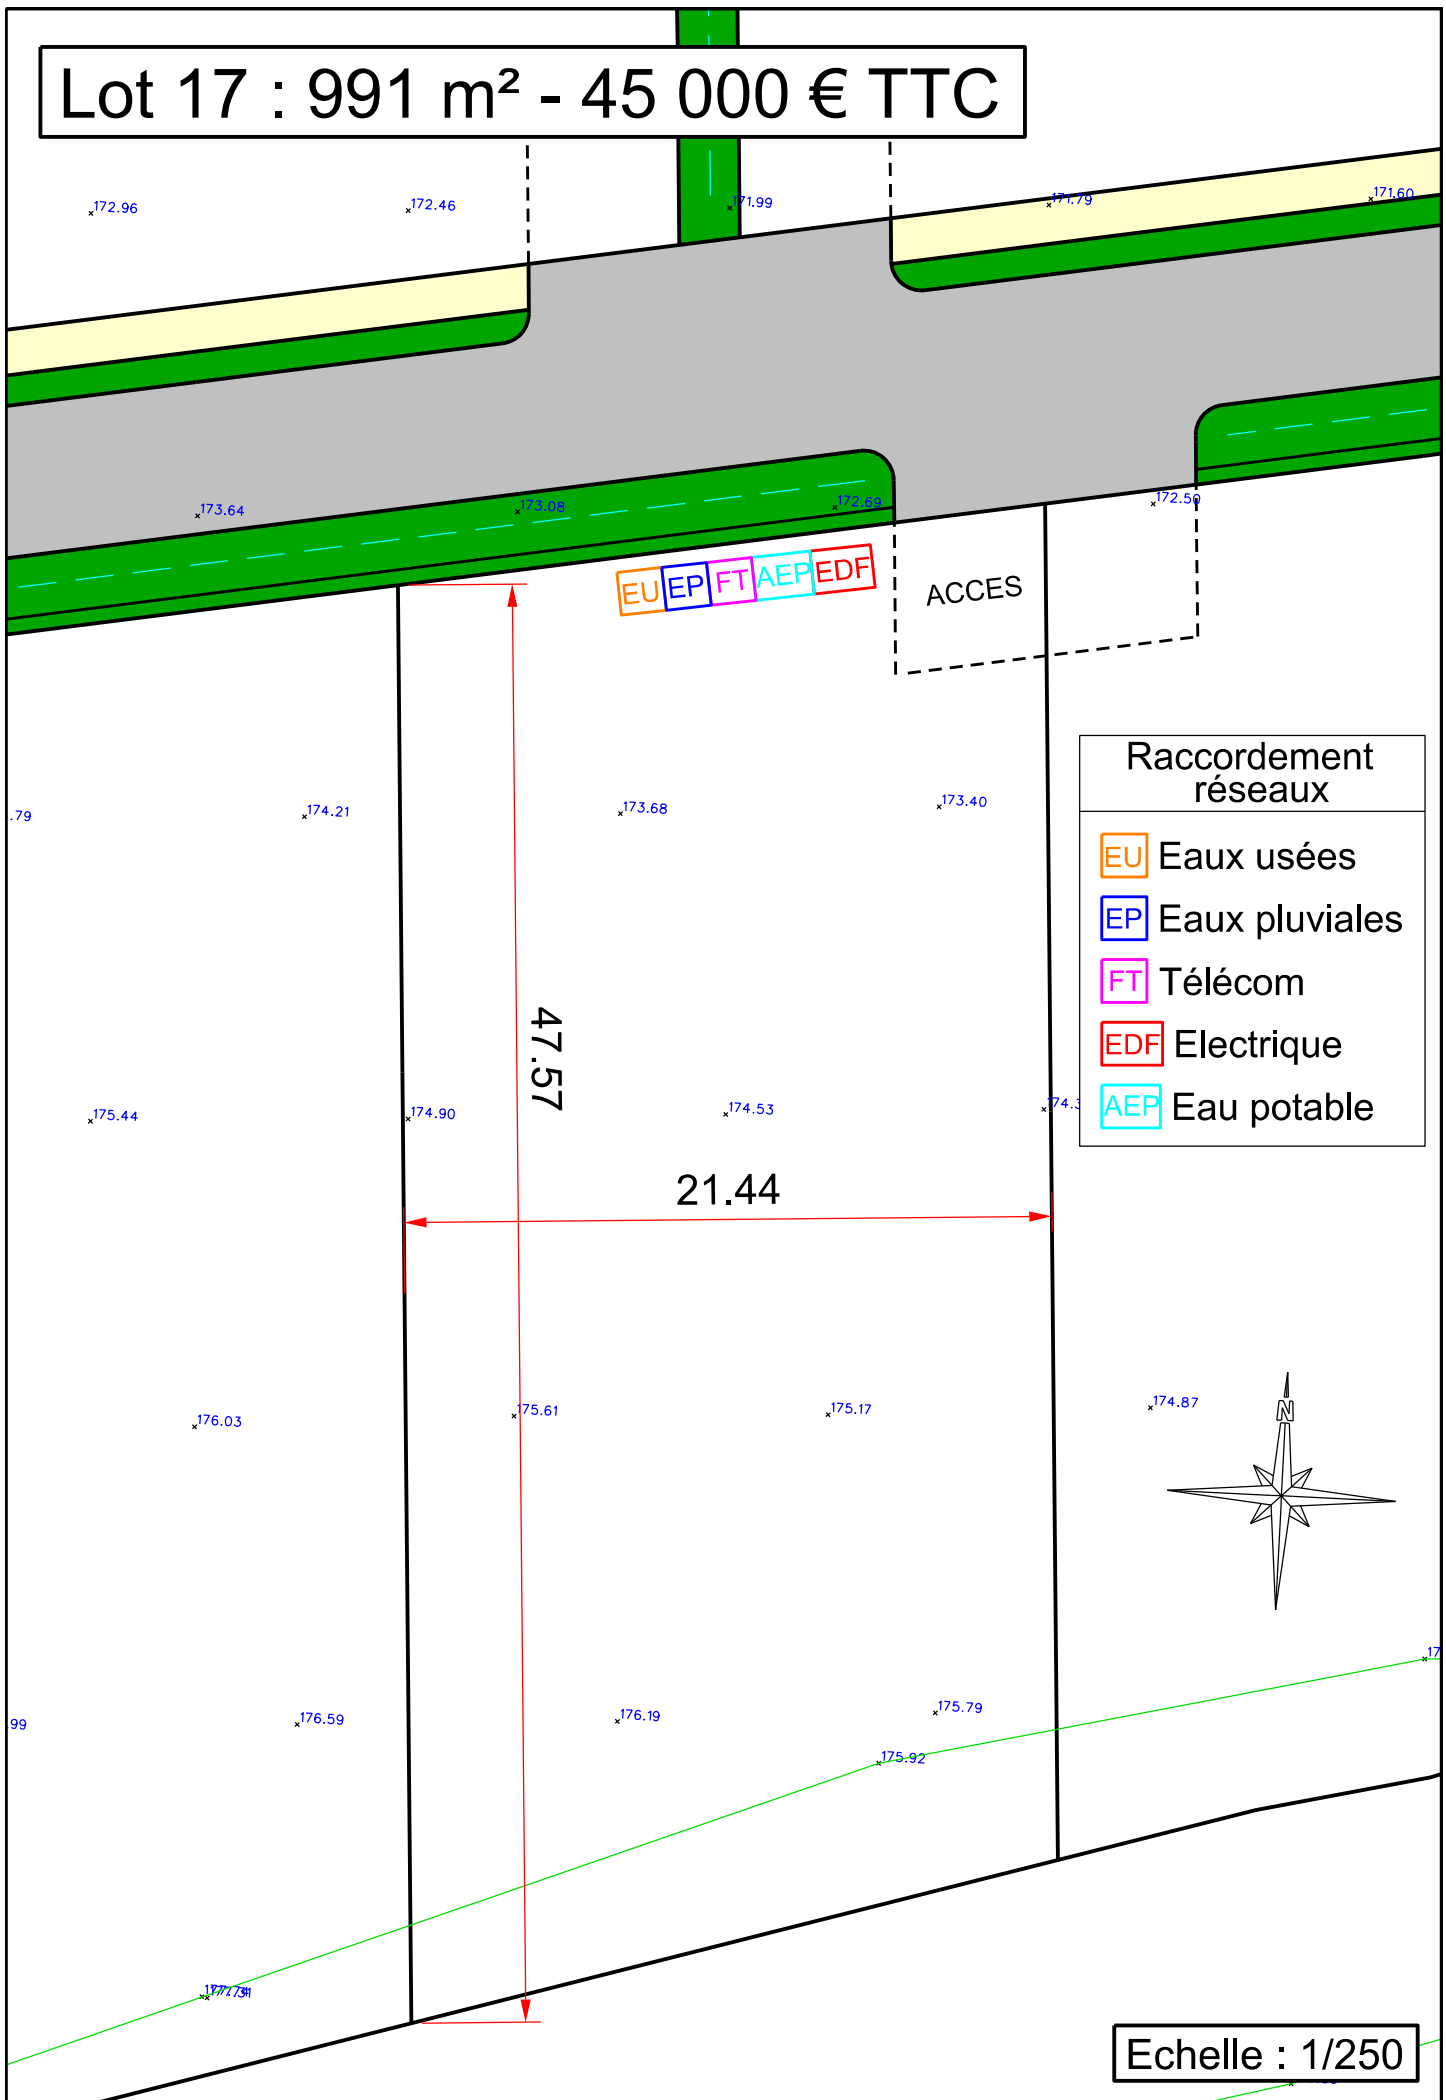 Lot 17 : 991 m² - 45 000 € TTC
172.96
172.46
171.99
171.79
171.60
173.64
173.08
172.69
172.50
EU EP FT AEP EDF
ACCES
.79
174.21
173.68
173.40
Raccordement
réseaux
EU Eaux usées
EP Eaux pluviales
FT Télécom
EDF Electrique
AEP Eau potable
47.57
175.44
174.90
174.53
174.3
21.44
176.03
175.61
175.17
174.87
N
17
99
176.59
176.19
175.79
175.92
Echelle : 1/250